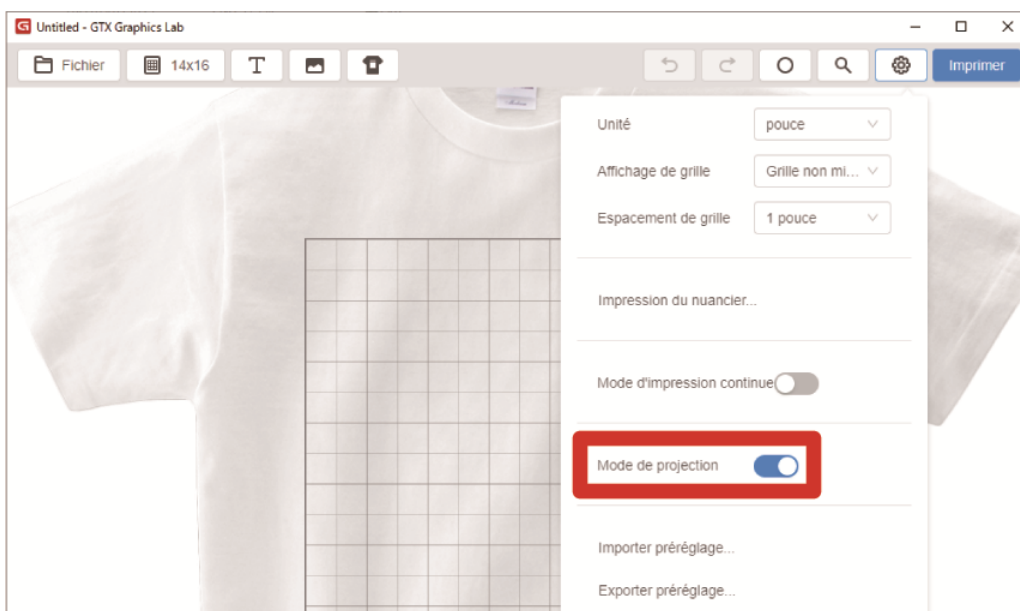 Untitled - GTX Graphics Lab
Fichier
14x16
T
Imprimer
Unité
pouce
Affichage de grille
Grille non mi...
Espacement de grille
1 pouce
Impression du nuancier...
Mode d'impression continue
Mode de projection
Importer préréglage...
Exporter préréglage...